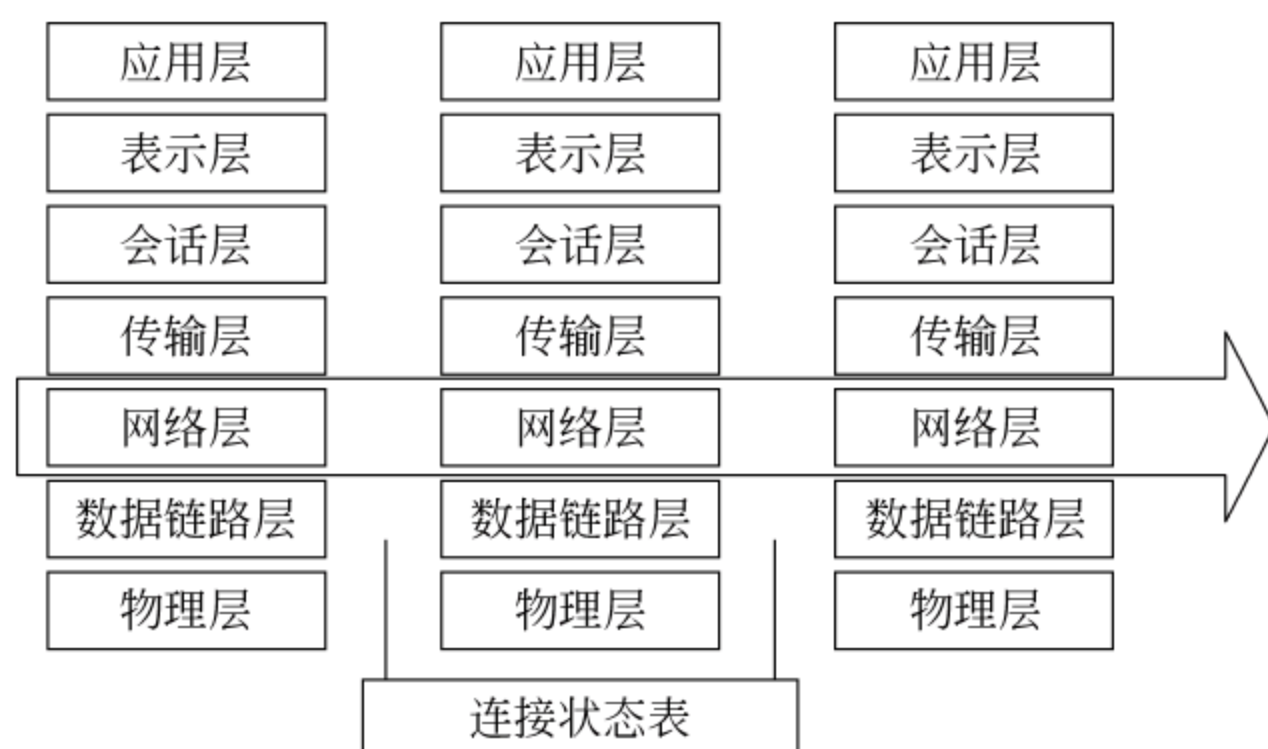 应用层 应用层 应用层
表示层 表示层 表示层
会话层 会话层 会话层
传输层 传输层 传输层
网络层 网络层 网络层
数据链路层 数据链路层 数据链路层
物理层 物理层 物理层
连接状态表